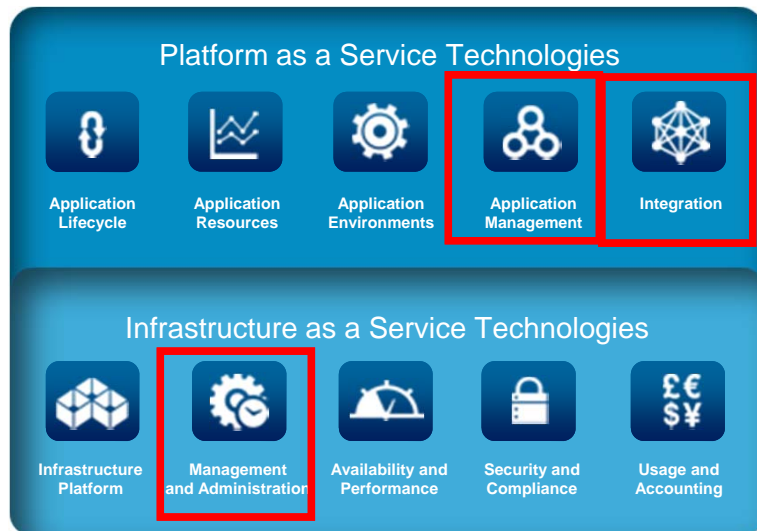 Platform as a Service Technologies
Application
Lifecycle
Application
Resources
Application
Environments
Application
Management
Integration
Infrastructure as a Service Technologies
£€
$¥
Infrastructure
Platform
Management
and Administration
Availability and
Performance
Security and
Compliance
Usage and
Accounting